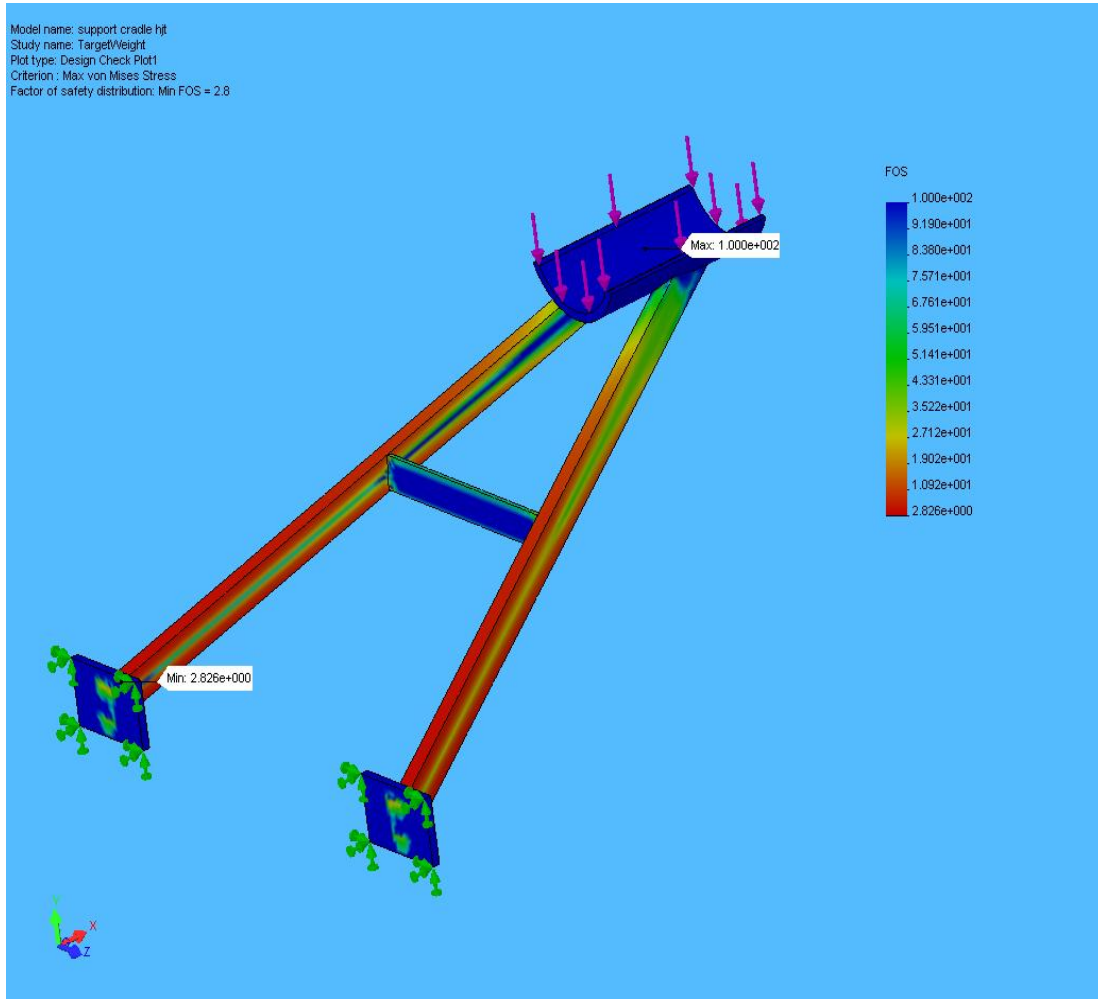 Model name: support cradle hjt
Study name: TargetWeight
Plot type: Design Check Plot1
Criterion : Max von Mises Stress
Factor of safety distribution: Min FOS = 2.8
FOS
1.000e+002
9.190e+001
8.380e+001
7.571e+001
6.761e+001
5.951e+001
5.141e+001
4.331e+001
3.522e+001
2.712e+001
1.902e+001
1.092e+001
2.826e+000
Max: 1.000e+002
Min: 2.826e+000
Y
X
Z